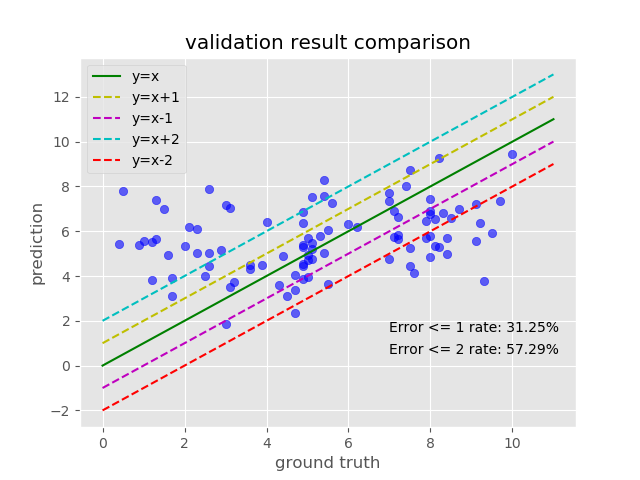 validation result comparison
y=x
y=x+1
y=x-1
y=x+2
y=x-2
12
10
8
6
4
2
0
−2
prediction
Error <= 1 rate: 31.25%
Error <= 2 rate: 57.29%
0 2 4 6 8 10
ground truth